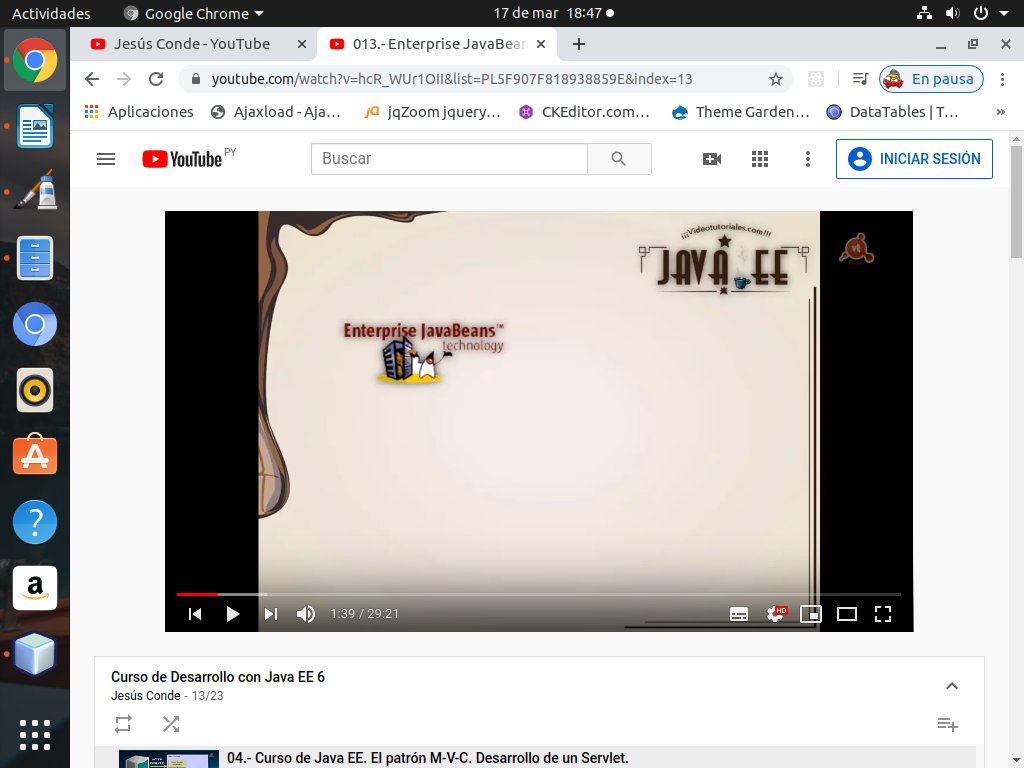 Actividades
Google Chrome
17 de mar 18:47
Jesús Conde - YouTube
013.- Enterprise JavaBean
youtube.com/watch?v=hcR_WUr1OII&list=PL5F907F818938859E&index=13
En pausa
Aplicaciones
Ajaxload - Aja...
jQ jqZoom jquery...
CKEditor.com...
Theme Garden...
DataTables | T...
»
YouTube PY
Buscar
INICIAR SESIÓN
¡¡¡Videotutoriales.com!!!
JAVA EE
vt
Enterprise JavaBeans™
technology
1:39 / 29:21
HD
Curso de Desarrollo con Java EE 6
Jesús Conde - 13/23
04.- Curso de Java EE. El patrón M-V-C. Desarrollo de un Servlet.